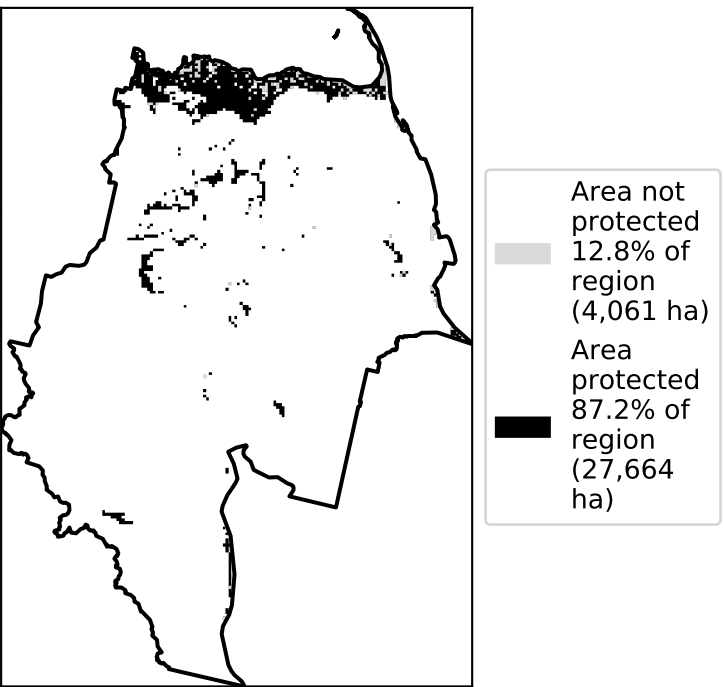 Area not
protected
12.8% of
region
(4,061 ha)
Area
protected
87.2% of
region
(27,664
ha)